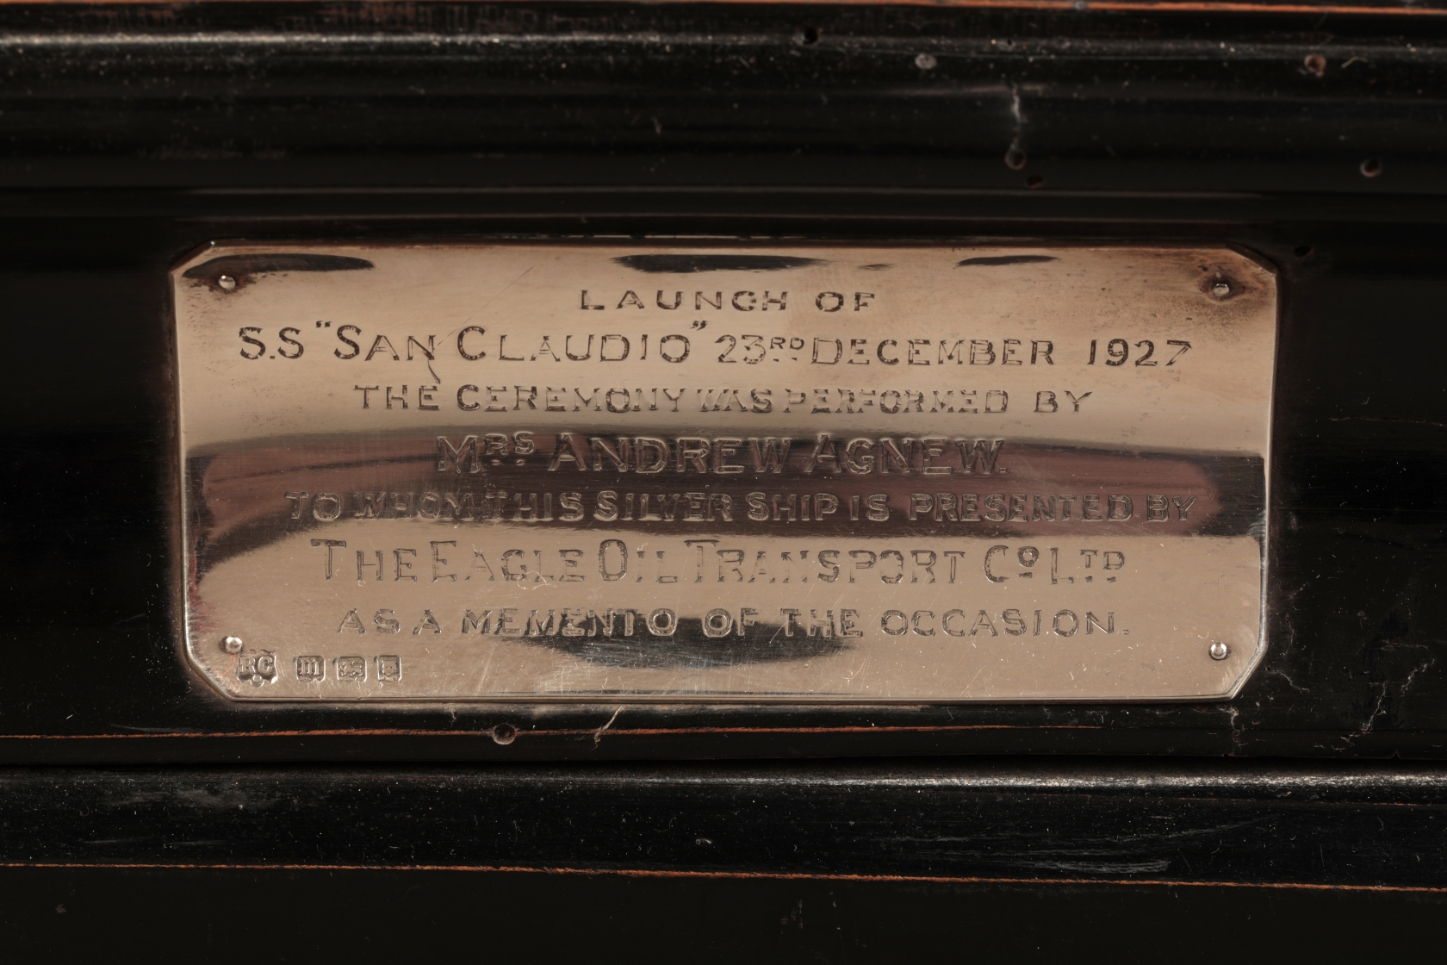 LAUNCH OF
S.S "SAN CLAUDIO" 23RD DECEMBER 1927
THE CEREMONY WAS PERFORMED BY
MRS ANDREW AGNEW.
TO WHOM THIS SILVER SHIP IS PRESENTED BY
THE EAGLE OIL TRANSPORT CO LTD
AS A MEMENTO OF THE OCCASION.